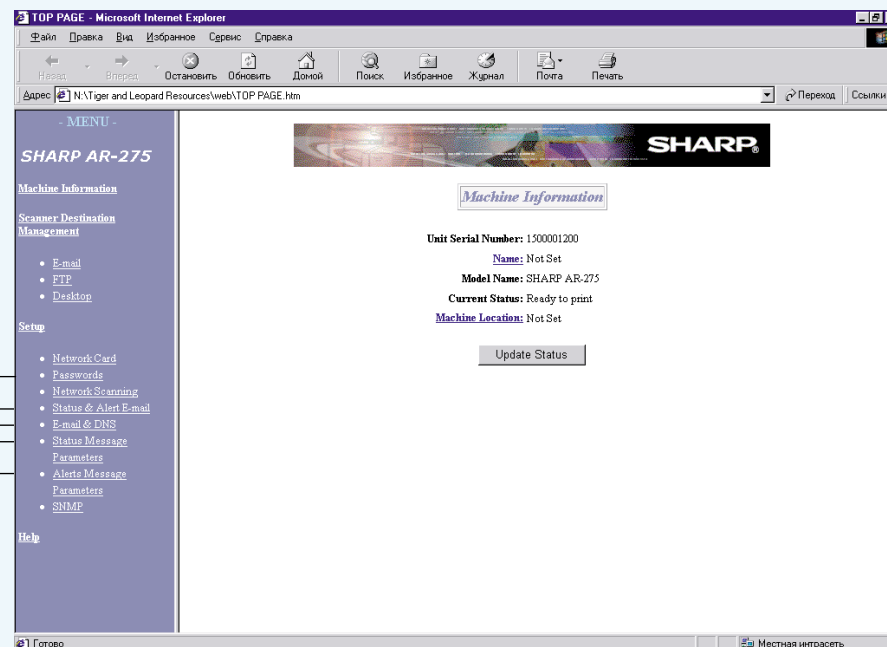 TOP PAGE - Microsoft Internet Explorer
Файл Правка Вид Избранное Сервис Справка
Назад Вперед Остановить Обновить Домой Поиск Избранное Журнал Почта Печать
Адрес N:\Tiger and Leopard Resources\web\TOP PAGE.htm Переход Ссылки
- MENU -
SHARP AR-275
Machine Information
Scanner Destination
Management
E-mail
FTP
Desktop
Setup
Network Card
Passwords
Network Scanning
Status & Alert E-mail
E-mail & DNS
Status Message
Parameters
Alerts Message
Parameters
SNMP
Help
SHARP®
Machine Information
Unit Serial Number: 1500001200
Name: Not Set
Model Name: SHARP AR-275
Current Status: Ready to print
Machine Location: Not Set
Update Status
Готово Местная интрасеть